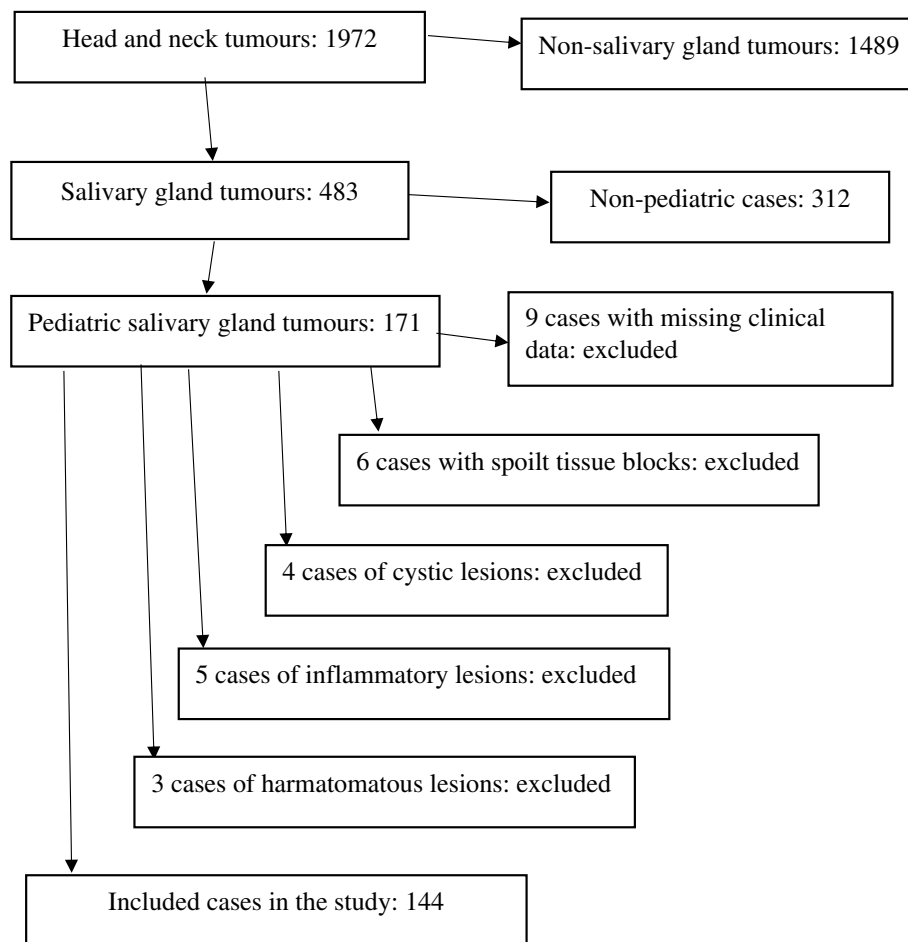 Head and neck tumours: 1972
Non-salivary gland tumours: 1489
Salivary gland tumours: 483
Non-pediatric cases: 312
Pediatric salivary gland tumours: 171
9 cases with missing clinical
data: excluded
6 cases with spoilt tissue blocks: excluded
4 cases of cystic lesions: excluded
5 cases of inflammatory lesions: excluded
3 cases of harmatomatous lesions: excluded
Included cases in the study: 144